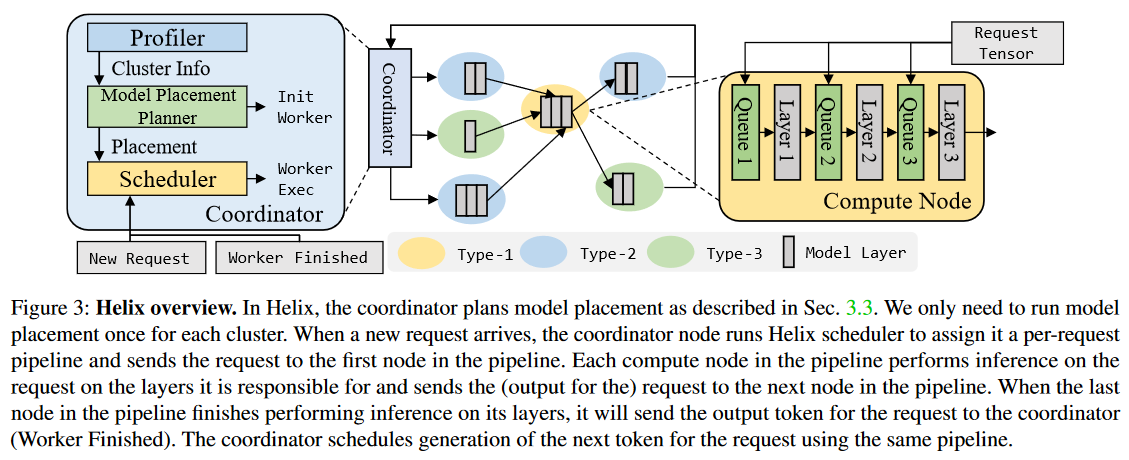 Profiler
Cluster Info
Model Placement
Planner
Init
Worker
Placement
Scheduler
Worker
Exec
Coordinator
New Request
Worker Finished
Coordinator
Type-1
Type-2
Type-3
Model Layer
Request
Tensor
Queue 1
Layer 1
Queue 2
Layer 2
Queue 3
Layer 3
Compute Node
Figure 3: Helix overview. In Helix, the coordinator plans model placement as described in Sec. 3.3. We only need to run model
placement once for each cluster. When a new request arrives, the coordinator node runs Helix scheduler to assign it a per-request
pipeline and sends the request to the first node in the pipeline. Each compute node in the pipeline performs inference on the
request on the layers it is responsible for and sends the (output for the) request to the next node in the pipeline. When the last
node in the pipeline finishes performing inference on its layers, it will send the output token for the request to the coordinator
(Worker Finished). The coordinator schedules generation of the next token for the request using the same pipeline.